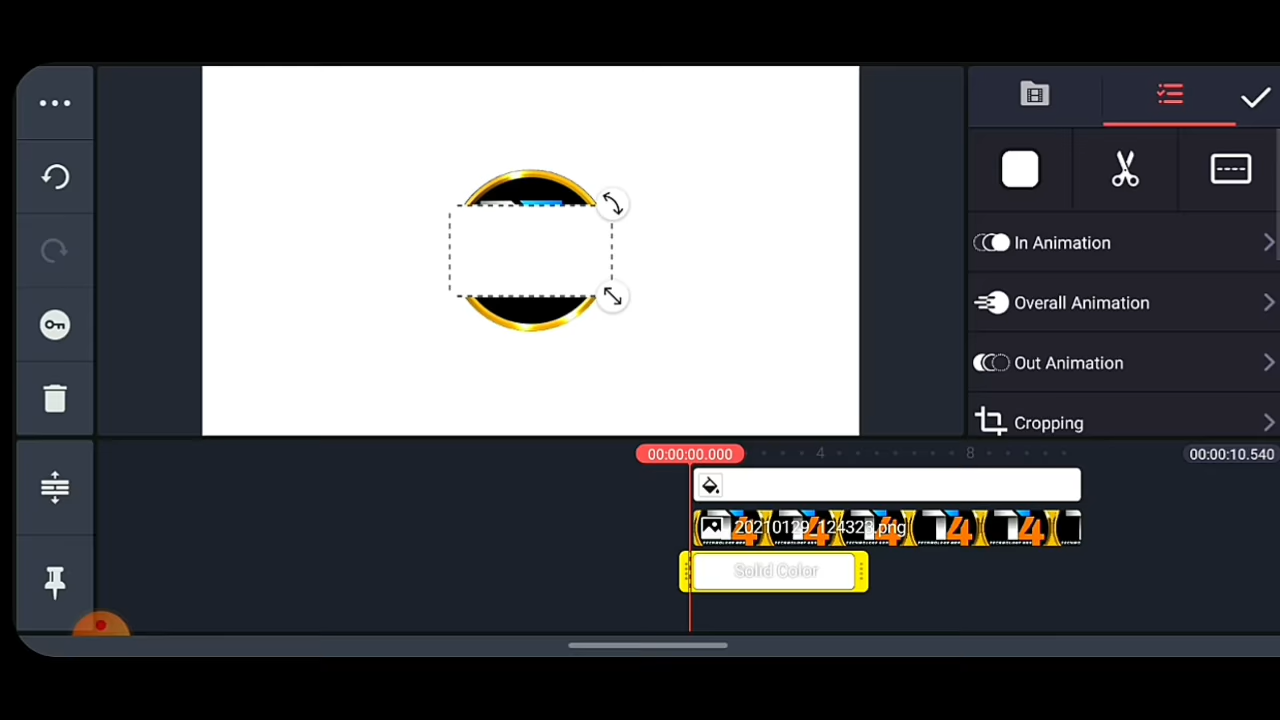 In Animation
Overall Animation
Out Animation
Cropping
00:00:00.000
4
8
00:00:10.540
20210129_124323.png
Solid Color